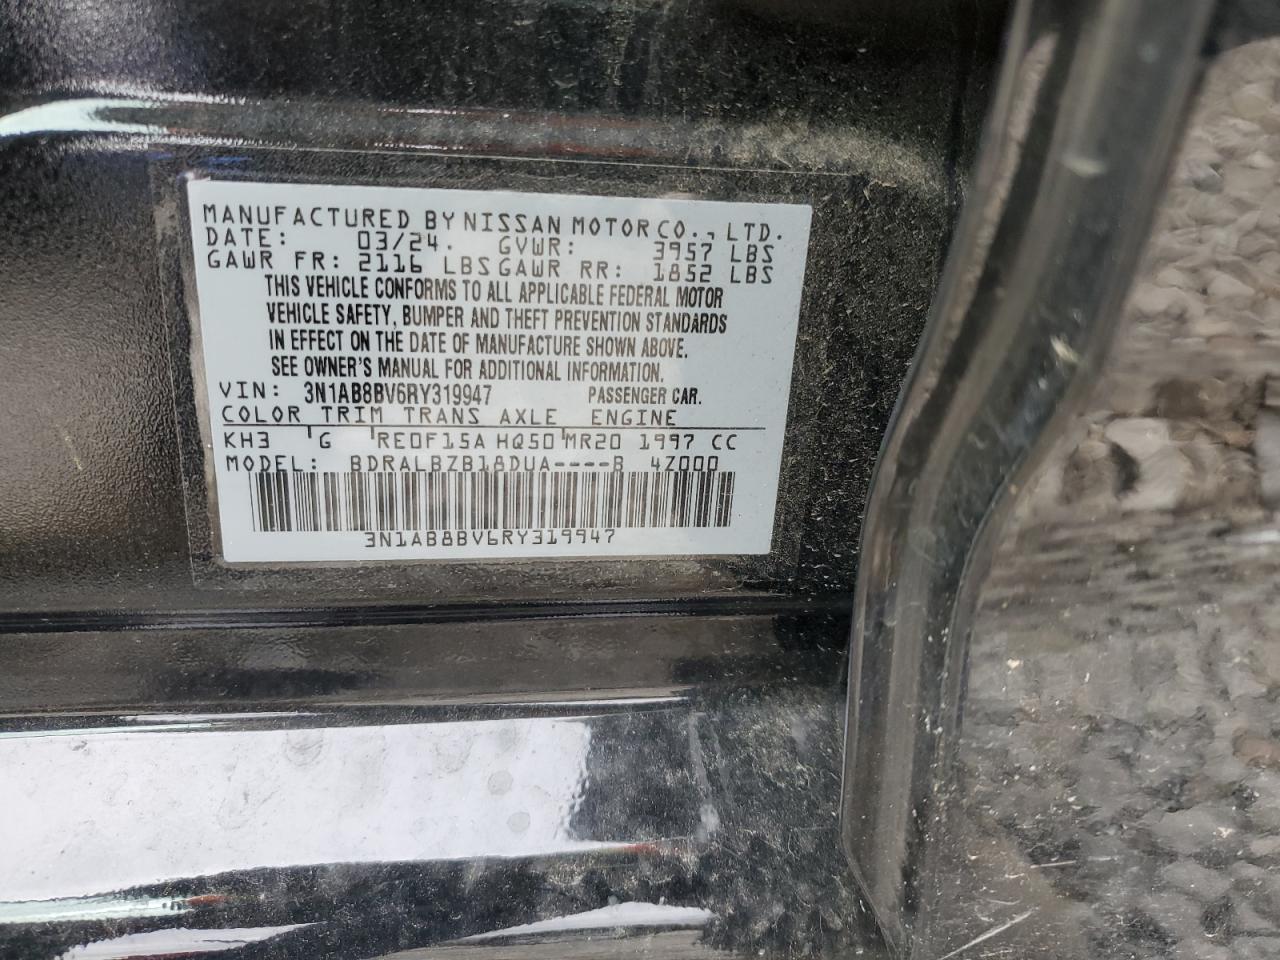 MANUFACTURED BY NISSAN MOTOR CO., LTD.
DATE: 03/24. GVWR: 3957 LBS
GAWR FR: 2116 LBS GAWR RR: 1852 LBS
THIS VEHICLE CONFORMS TO ALL APPLICABLE FEDERAL MOTOR
VEHICLE SAFETY, BUMPER AND THEFT PREVENTION STANDARDS
IN EFFECT ON THE DATE OF MANUFACTURE SHOWN ABOVE.
SEE OWNER'S MANUAL FOR ADDITIONAL INFORMATION.
VIN: 3N1AB8BV6RY319947 PASSENGER CAR.
COLOR TRIM TRANS AXLE ENGINE
KH3 G RE0F15A HQ50 MR20 1997 CC
MODEL: BDRALBZB18DUA----B 4Z000
3N1AB8BV6RY319947